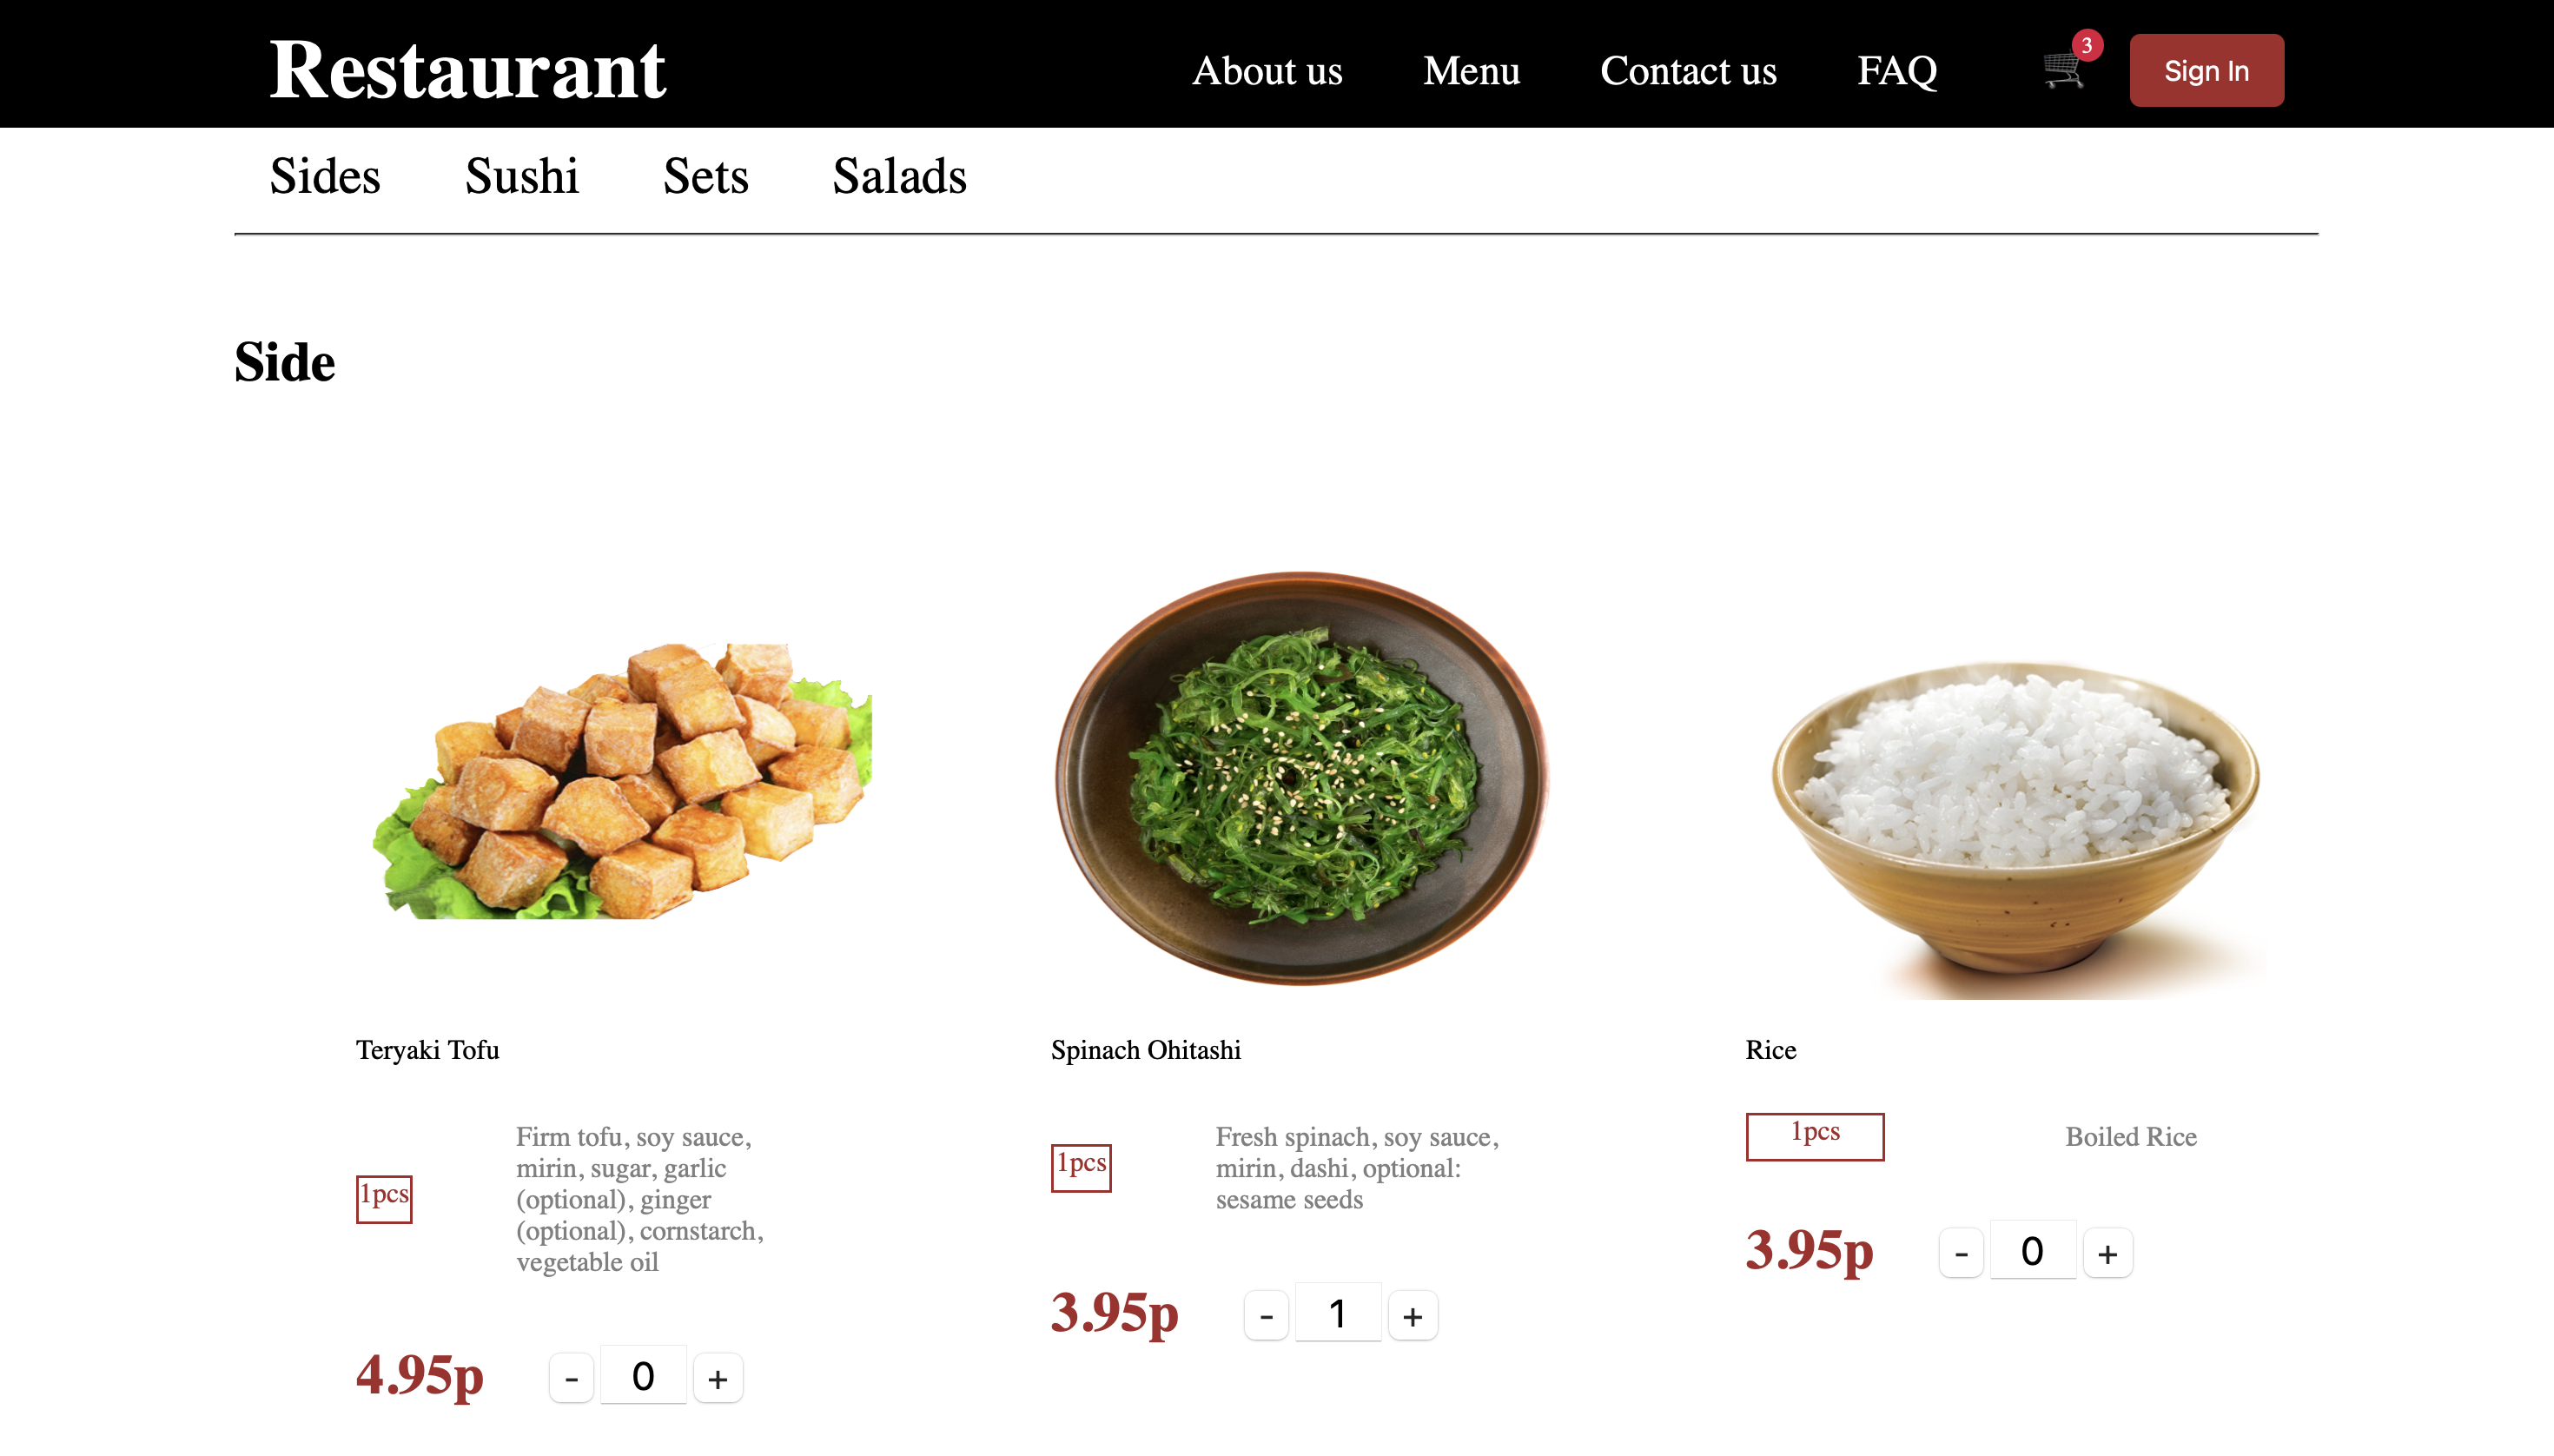 Restaurant
About us Menu Contact us FAQ 3 Sign In
Sides Sushi Sets Salads
Side
Teryaki Tofu
1pcs
Firm tofu, soy sauce,
mirin, sugar, garlic
(optional), ginger
(optional), cornstarch,
vegetable oil
4.95p - 0 +
Spinach Ohitashi
1pcs
Fresh spinach, soy sauce,
mirin, dashi, optional:
sesame seeds
3.95p - 1 +
Rice
1pcs
Boiled Rice
3.95p - 0 +